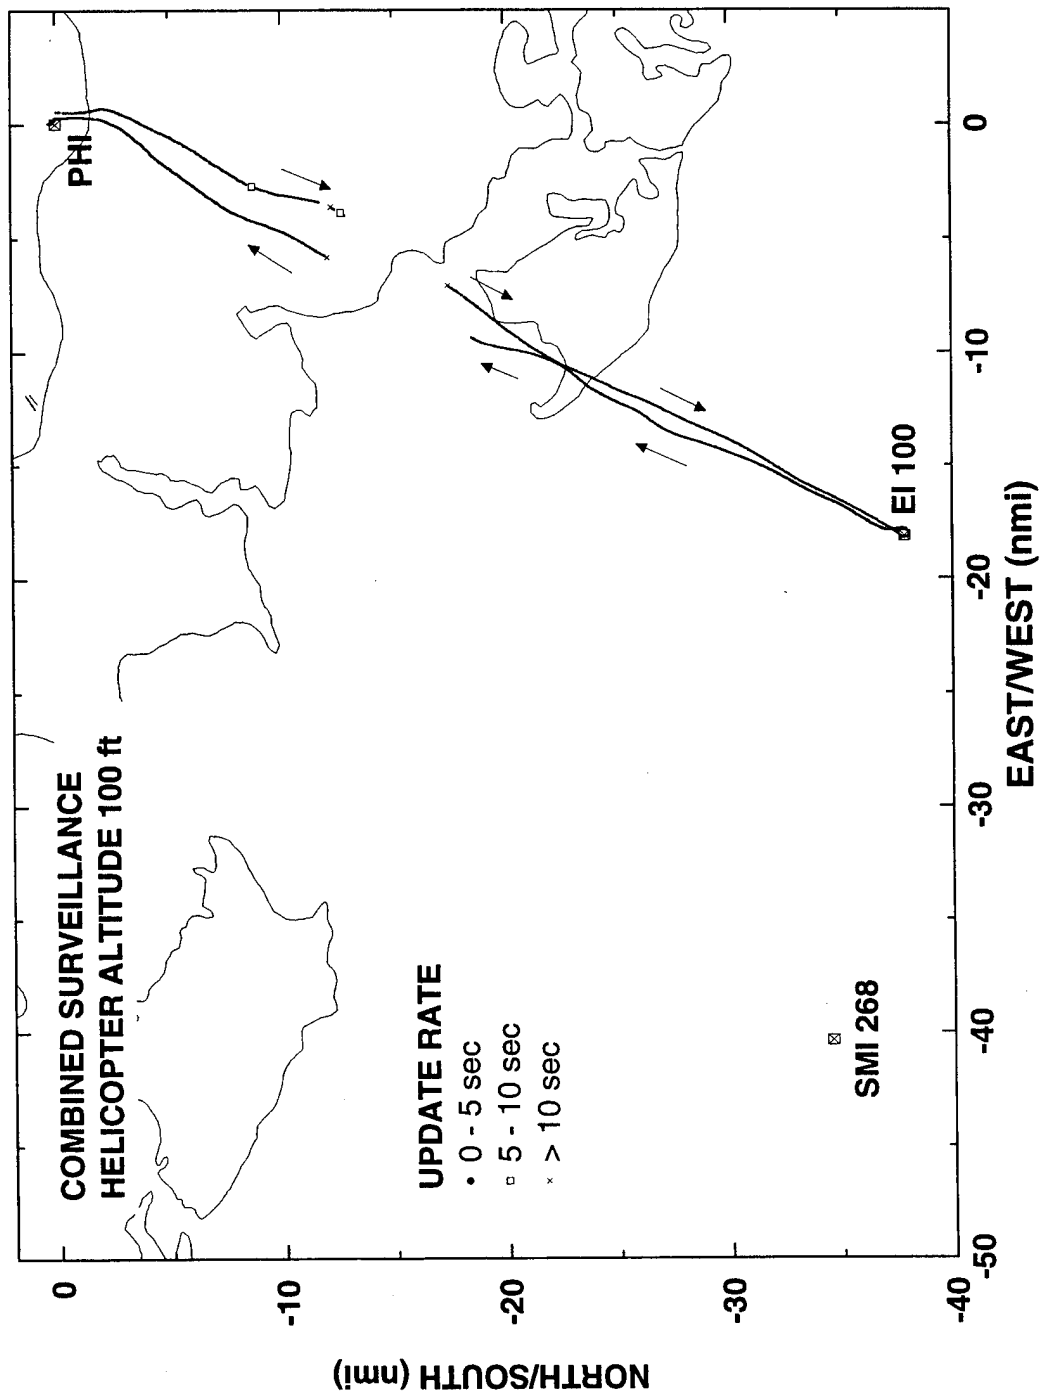 COMBINED SURVEILLANCE
HELICOPTER ALTITUDE 100 ft
UPDATE RATE
• 0 - 5 sec
□ 5 - 10 sec
× > 10 sec
PHI
EI 100
SMI 268
NORTH/SOUTH (nmi)
0
-10
-20
-30
-40
-50
-40
-30
-20
-10
0
EAST/WEST (nmi)